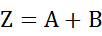 Z = A + B